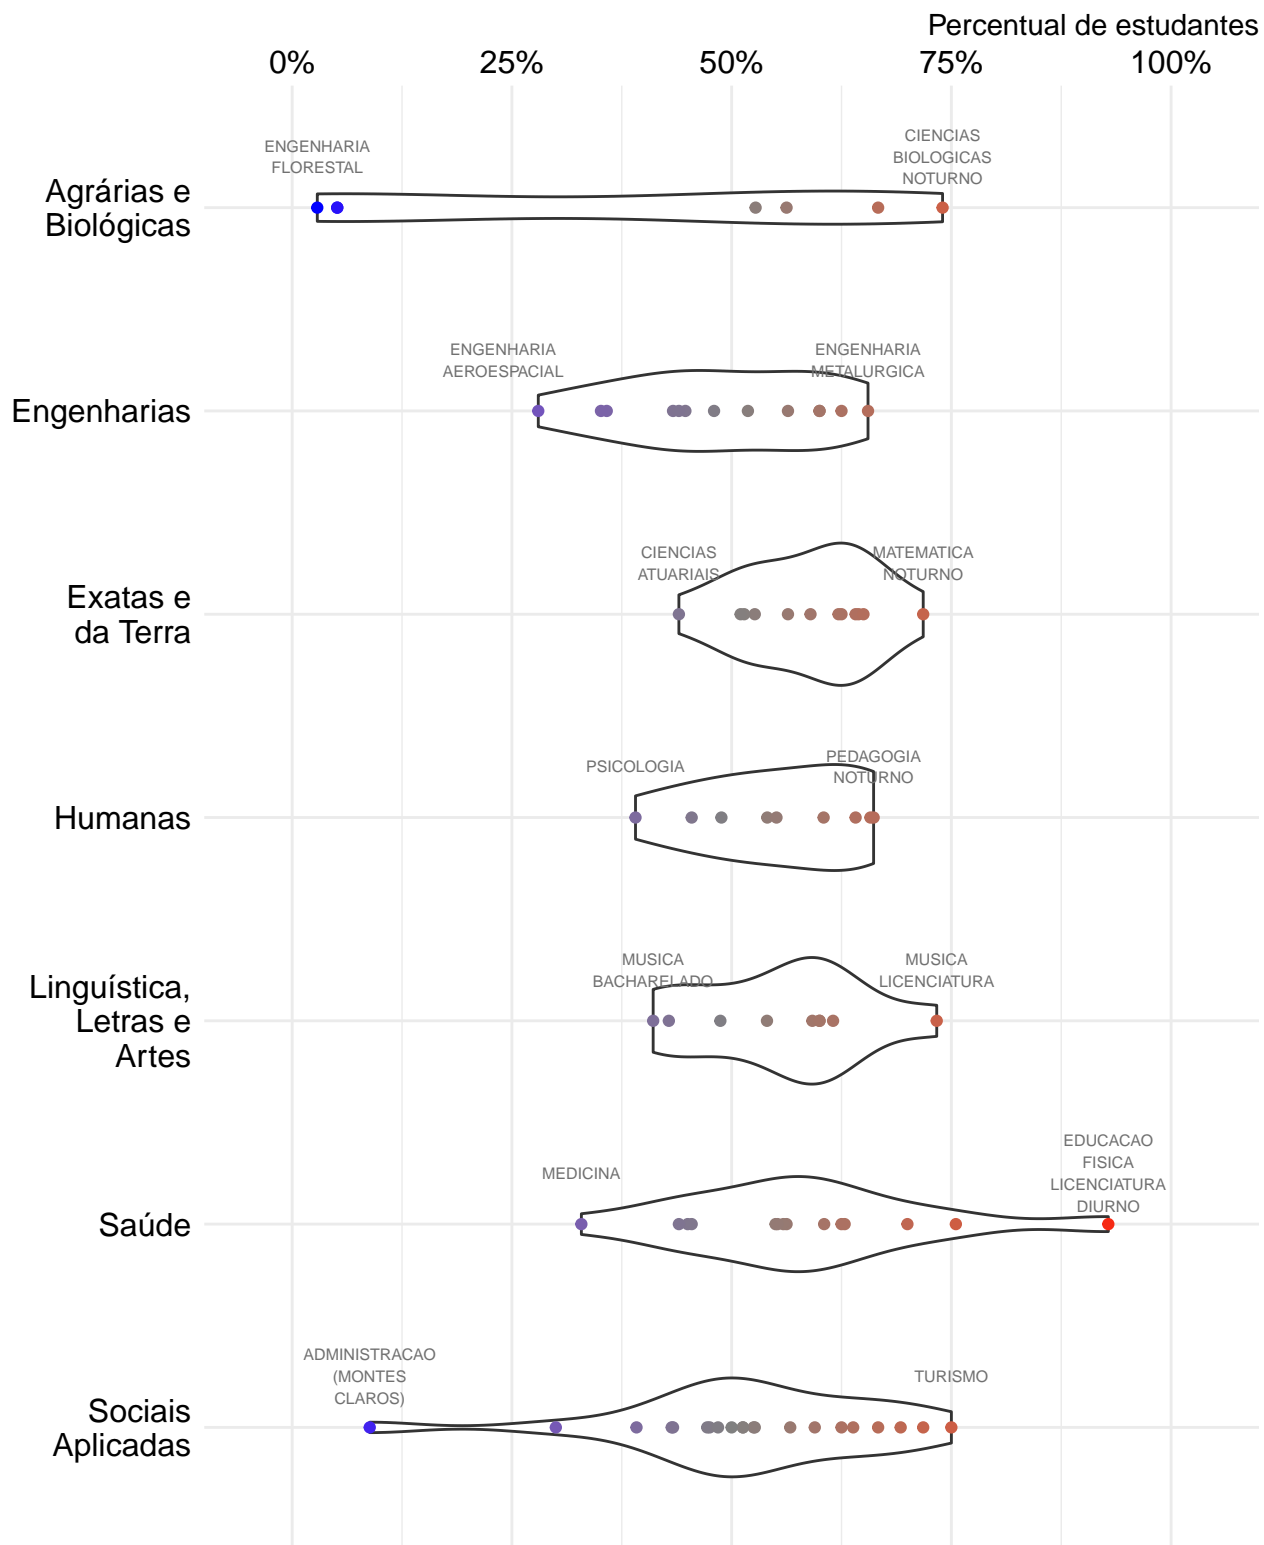 Percentual de estudantes
0% 25% 50% 75% 100%
ENGENHARIA
FLORESTAL
CIENCIAS
BIOLOGICAS
NOTURNO
Agrárias e
Biológicas
ENGENHARIA
AEROESPACIAL
ENGENHARIA
METALURGICA
Engenharias
CIENCIAS
ATUARIAIS
MATEMATICA
NOTURNO
Exatas e
da Terra
PSICOLOGIA
PEDAGOGIA
NOTURNO
Humanas
MUSICA
BACHARELADO
MUSICA
LICENCIATURA
Linguística,
Letras e
Artes
MEDICINA
EDUCACAO
FISICA
LICENCIATURA
DIURNO
Saúde
ADMINISTRACAO
(MONTES
CLAROS)
TURISMO
Sociais
Aplicadas